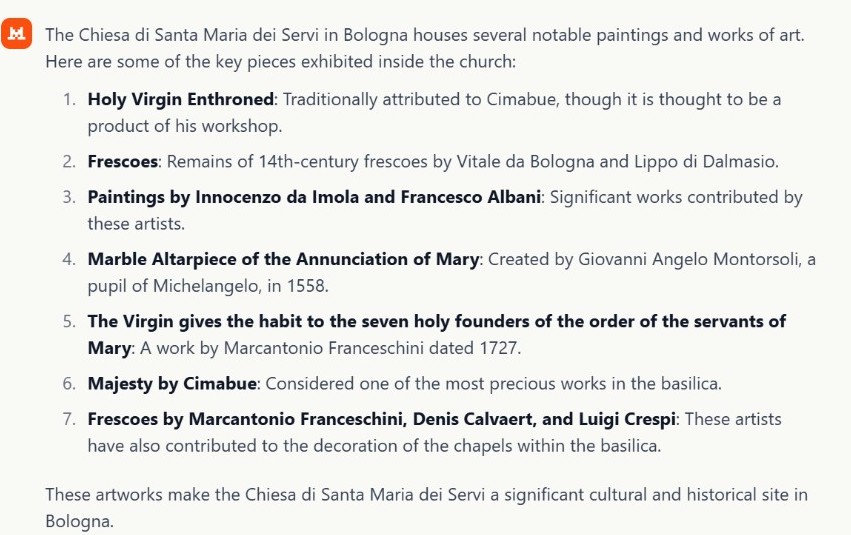 The Chiesa di Santa Maria dei Servi in Bologna houses several notable paintings and works of art.
Here are some of the key pieces exhibited inside the church:
1. Holy Virgin Enthroned: Traditionally attributed to Cimabue, though it is thought to be a
product of his workshop.
2. Frescoes: Remains of 14th-century frescoes by Vitale da Bologna and Lippo di Dalmasio.
3. Paintings by Innocenzo da Imola and Francesco Albani: Significant works contributed by
these artists.
4. Marble Altarpiece of the Annunciation of Mary: Created by Giovanni Angelo Montorsoli, a
pupil of Michelangelo, in 1558.
5. The Virgin gives the habit to the seven holy founders of the order of the servants of
Mary: A work by Marcantonio Franceschini dated 1727.
6. Majesty by Cimabue: Considered one of the most precious works in the basilica.
7. Frescoes by Marcantonio Franceschini, Denis Calvaert, and Luigi Crespi: These artists
have also contributed to the decoration of the chapels within the basilica.
These artworks make the Chiesa di Santa Maria dei Servi a significant cultural and historical site in
Bologna.